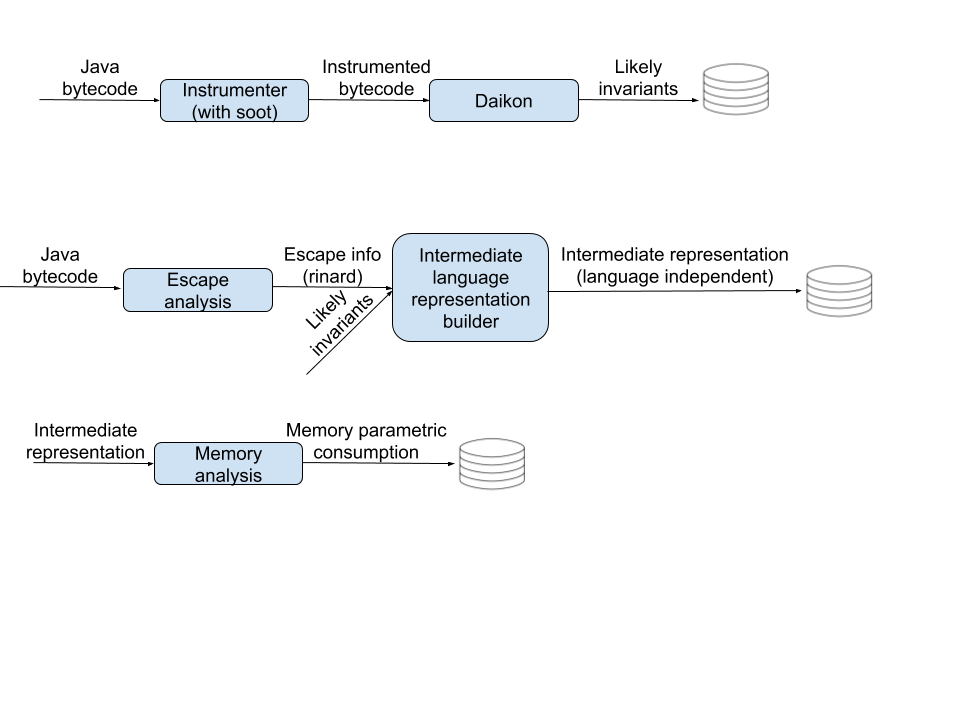 Java
bytecode
Instrumenter
(with soot)
Instrumented
bytecode
Daikon
Likely
invariants
Java
bytecode
Escape
analysis
Escape info
(rinard)
Likely
invariants
Intermediate
language
representation
builder
Intermediate representation
(language independent)
Intermediate
representation
Memory
analysis
Memory parametric
consumption